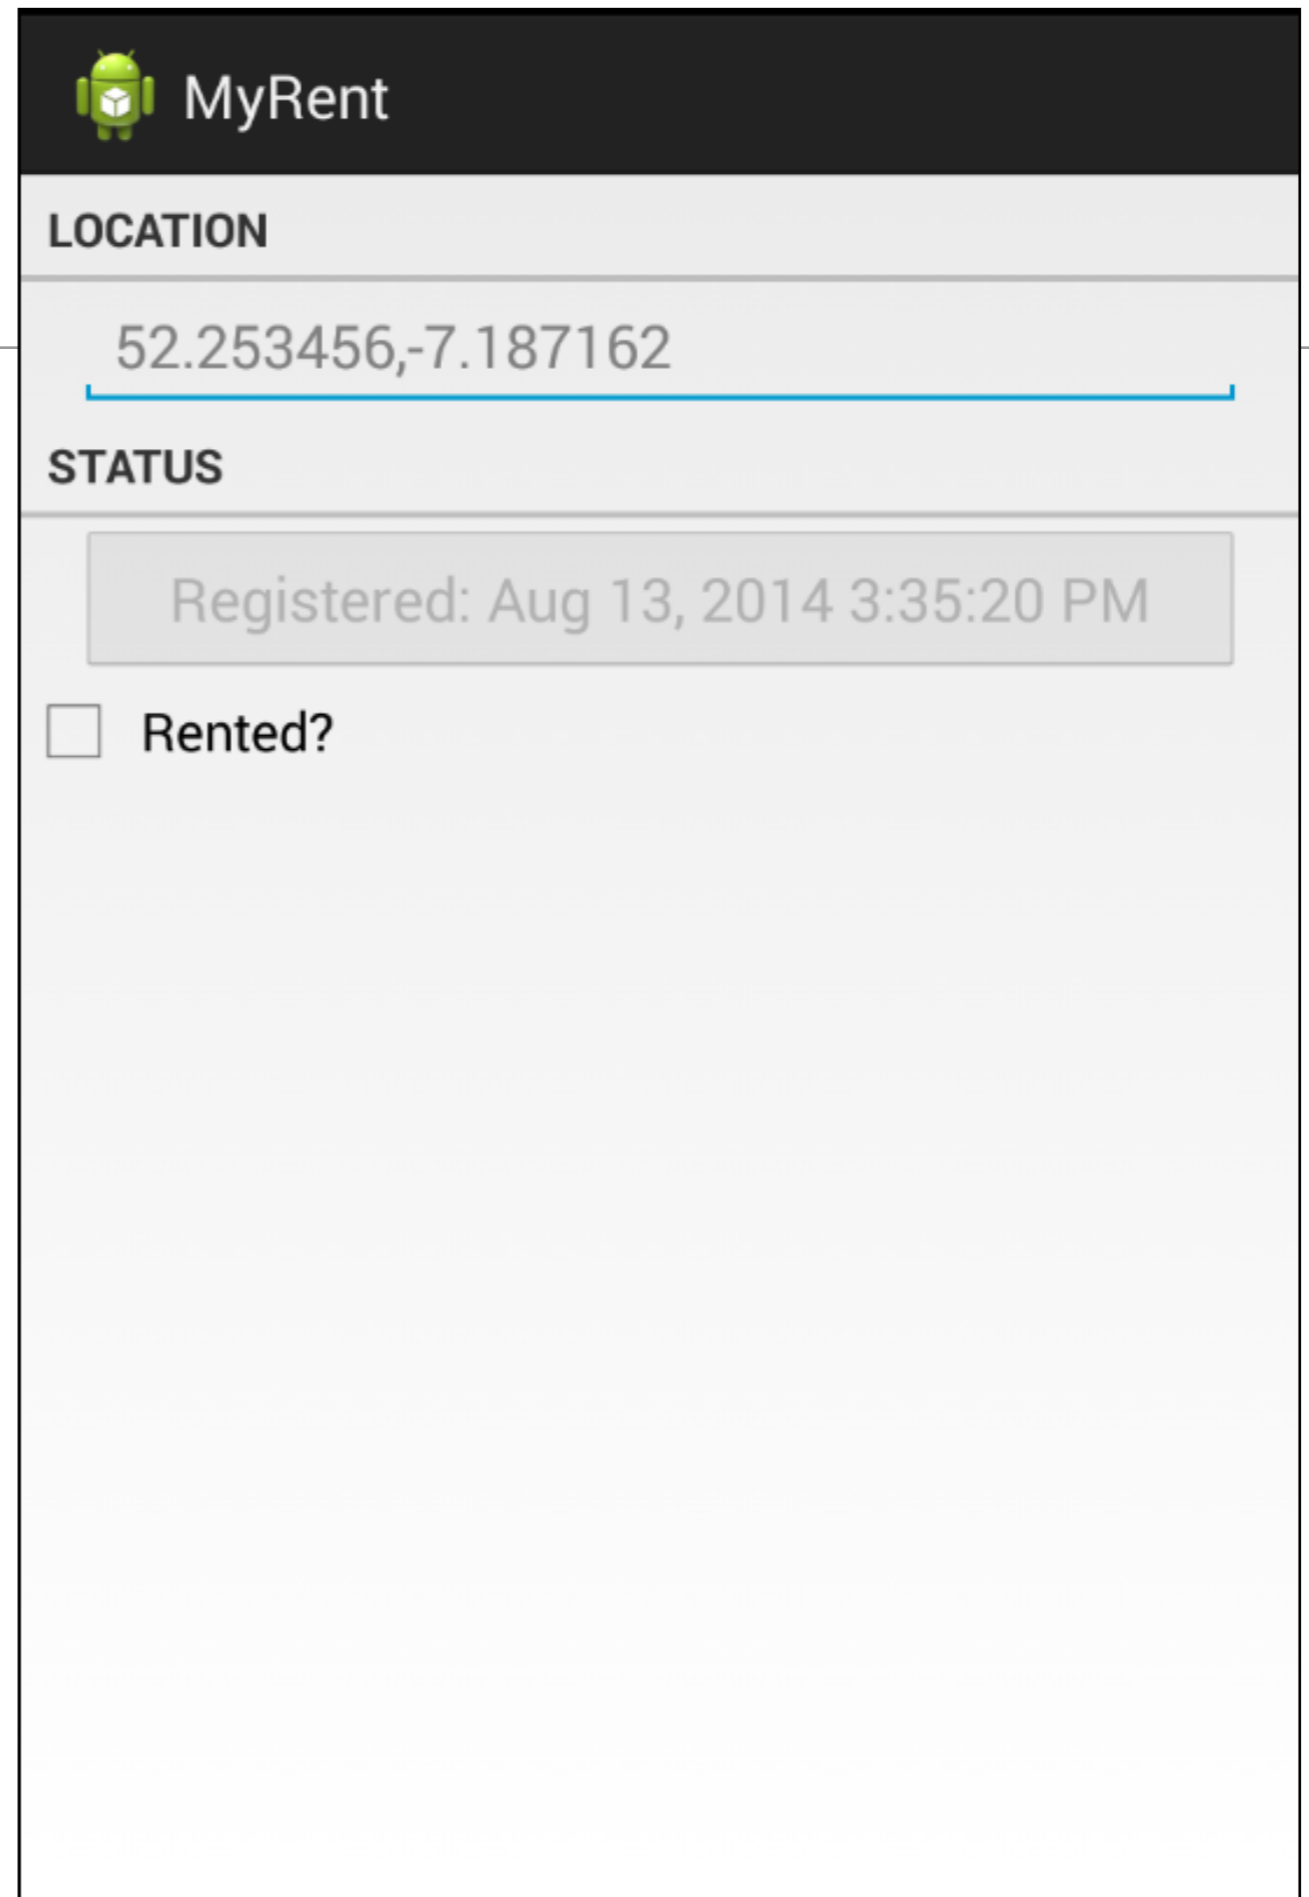 MyRent
LOCATION
52.253456,-7.187162
STATUS
Registered: Aug 13, 2014 3:35:20 PM
Rented?